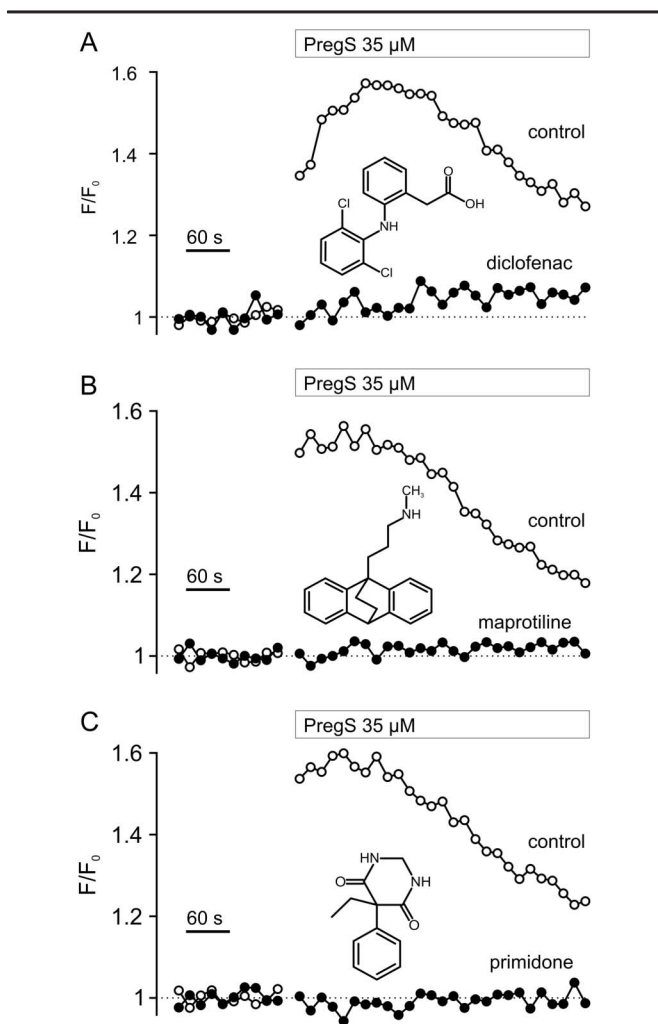 A
PregS 35 µM
1.6
control
1.4
F/F0
O
OH
Cl
NH
1.2
60 s
diclofenac
Cl
1
B
PregS 35 µM
1.6
CH3
1.4
NH
control
F/F0
60 s
1.2
maprotiline
1
C
PregS 35 µM
1.6
1.4
control
HN
F/F0
O
NH
1.2
O
60 s
primidone
1